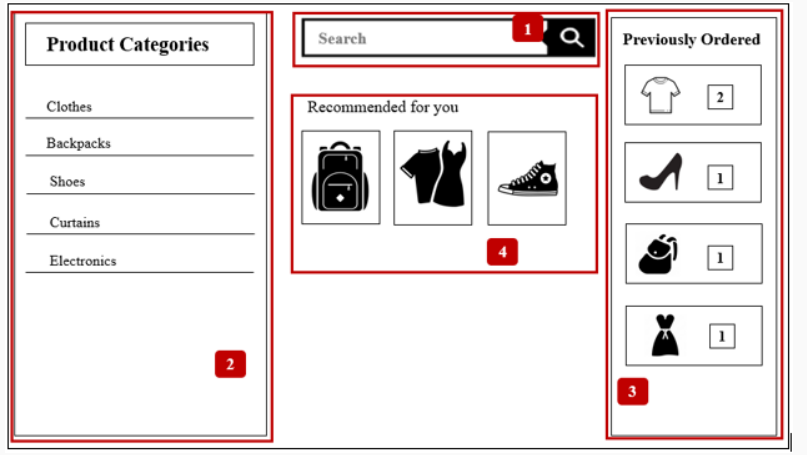 Product Categories
Clothes
Backpacks
Shoes
Curtains
Electronics
2
Search
1
Recommended for you
4
Previously Ordered
2
1
1
1
3